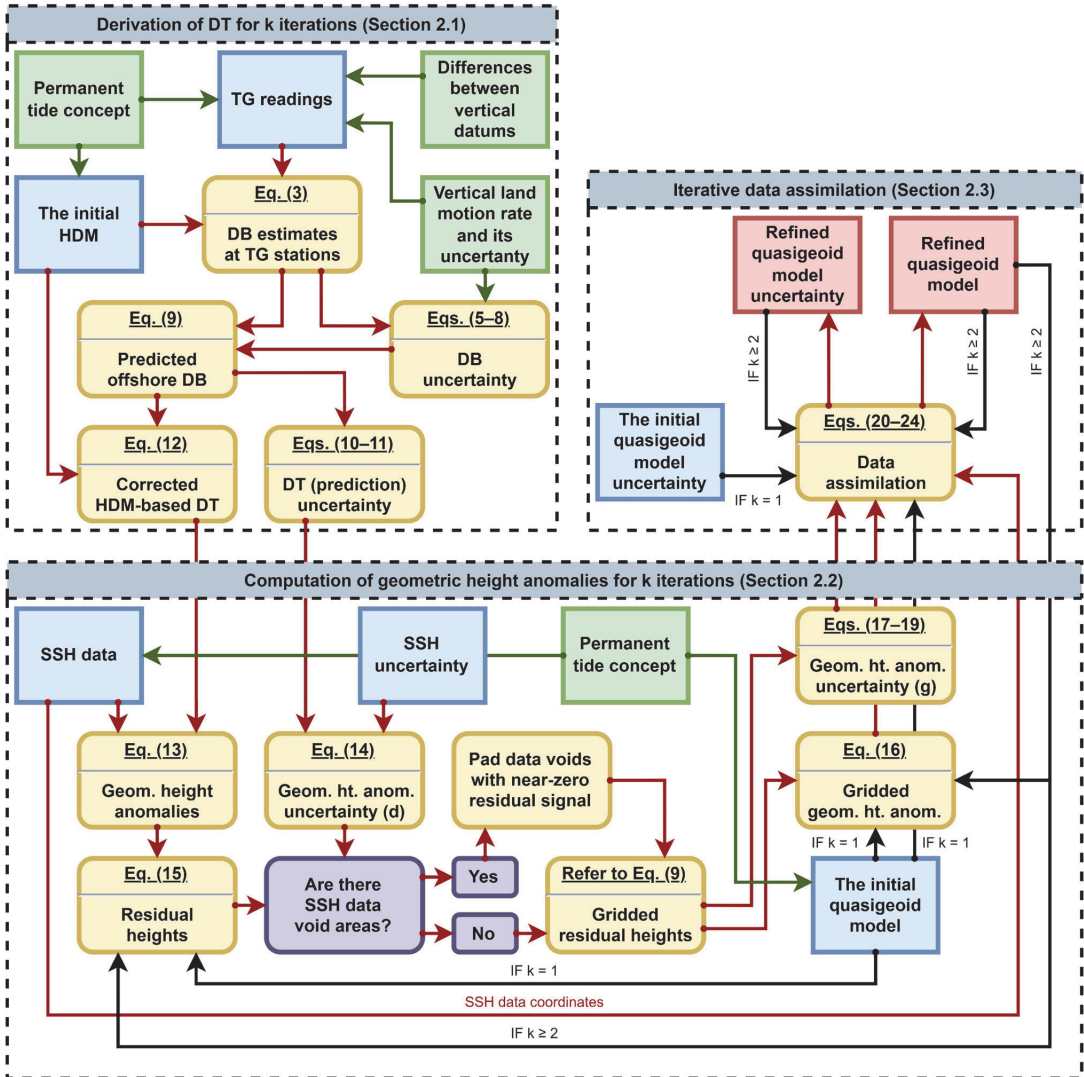 Derivation of DT for k iterations (Section 2.1)
Permanent
tide concept
TG readings
Differences
between
vertical
datums
The initial
HDM
Eq. (3)
DB estimates
at TG stations
Vertical land
motion rate
and its
uncertanty
Eq. (9)
Predicted
offshore DB
Eqs. (5–8)
DB
uncertainty
Eq. (12)
Corrected
HDM-based DT
Eqs. (10–11)
DT (prediction)
uncertainty
Iterative data assimilation (Section 2.3)
Refined
quasigeoid
model
uncertainty
Refined
quasigeoid
model
IF k ≥ 2
IF k ≥ 2
IF k ≥ 2
The initial
quasigeoid
model
uncertainty
IF k = 1
Eqs. (20–24)
Data
assimilation
Computation of geometric height anomalies for k iterations (Section 2.2)
SSH data
SSH
uncertainty
Permanent
tide concept
Eqs. (17–19)
Geom. ht. anom.
uncertainty (g)
Eq. (13)
Geom. height
anomalies
Eq. (14)
Geom. ht. anom.
uncertainty (d)
Pad data voids
with near-zero
residual signal
Eq. (16)
Gridded
geom. ht. anom.
IF k = 1
IF k = 1
Eq. (15)
Residual
heights
Are there
SSH data
void areas?
Yes
No
Refer to Eq. (9)
Gridded
residual heights
The initial
quasigeoid
model
IF k = 1
SSH data coordinates
IF k ≥ 2